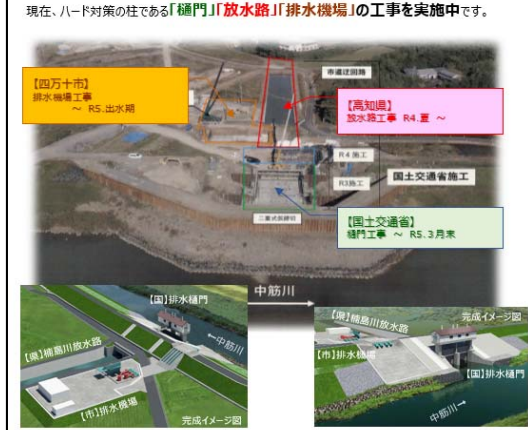 現在、ハード対策の柱である「樋門」「放水路」「排水機場」の工事を実施中です。
市道迂回路
【四万十市】
排水機場工事
～ R5.出水期
【高知県】
放水路工事 R4.夏 ～
R4施工
R3施工
国土交通省施工
【国土交通省】
樋門工事 ～ R5.3月末
中筋川
【国】排水樋門
←中筋川
【県】楠島川放水路
【市】排水機場
完成イメージ図
完成イメージ図
【県】楠島川放水路
【市】排水機場
【国】排水樋門
中筋川→